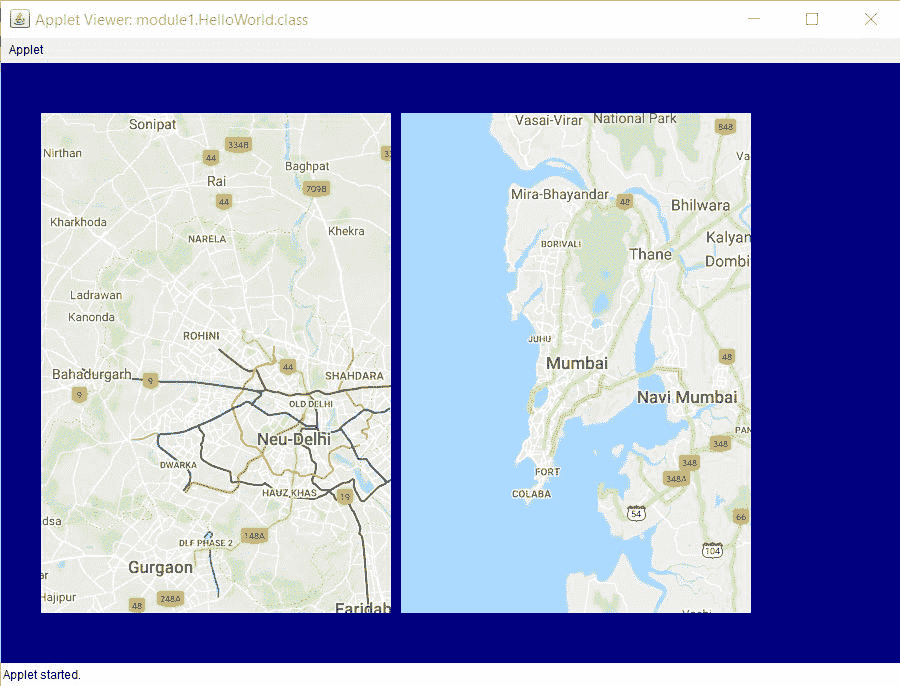 Applet Viewer: module1.HelloWorld.class
Applet
Sonipat
334B
44
Nirthan
Baghpat
Rai
709B
44
Kharkhoda
Khekra
NARELA
Ladrawan
Kanonda
ROHINI
44
Bahadurgarh
9
SHAHDARA
9
OLD DELHI
Neu-Delhi
DWARKA
HAUZ KHAS
19
dsa
148A
DLF PHASE 2
Gurgaon
ar
Hajipur
48
248A
Faridab
Vasai-Virar
National Park
848
Va
Mira-Bhayandar
48
Bhilwara
BORIVALI
Kalyan
Thane
Dombi
JUHU
48
Mumbai
Navi Mumbai
PAN
348
348
FORT
348A
COLABA
54
66
104
Applet started.